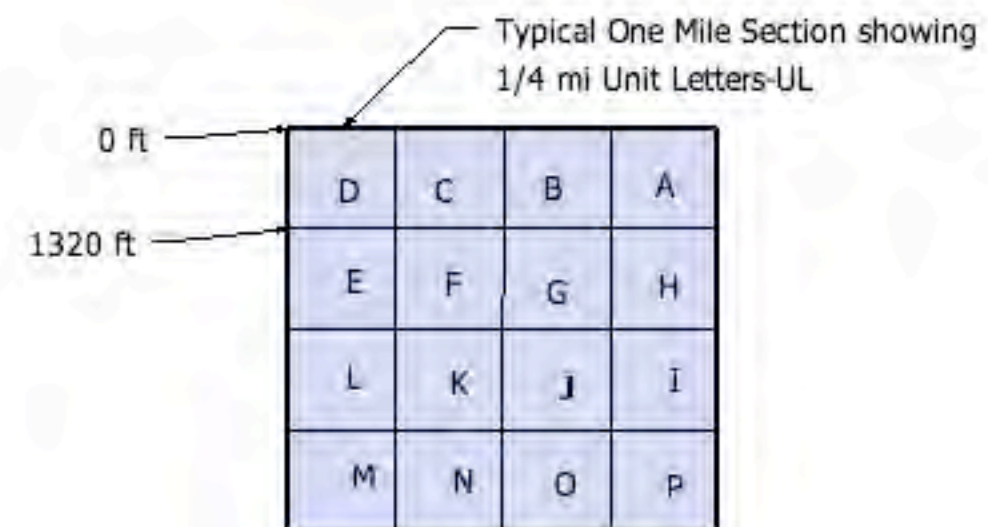 Typical One Mile Section showing
1/4 mi Unit Letters-UL
0 ft
D C B A
1320 ft
E F G H
L K J I
M N O P